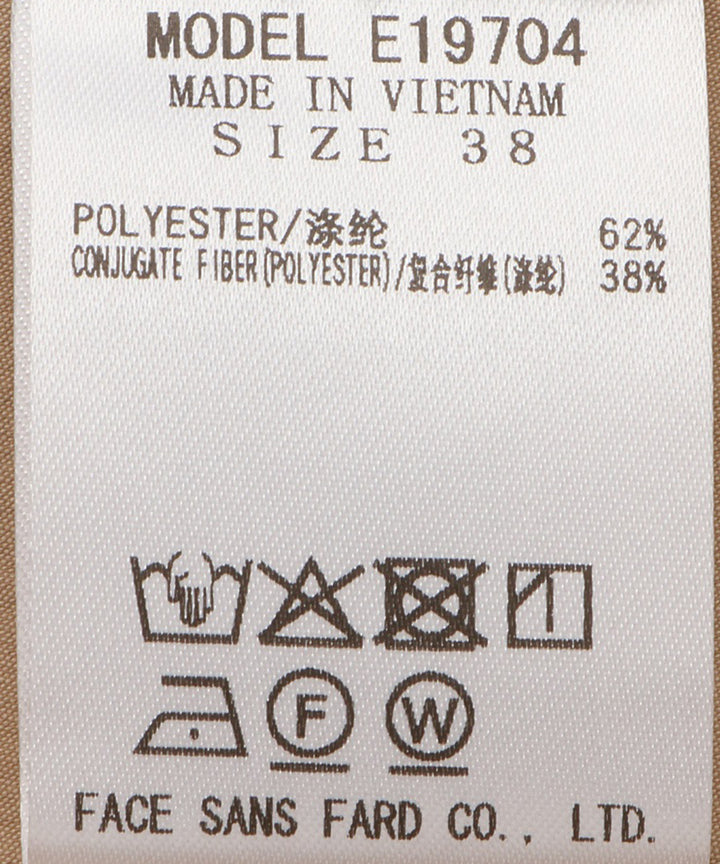 MODEL E19704
MADE IN VIETNAM
SIZE 38
POLYESTER/涤纶 62%
CONJUGATE FIBER(POLYESTER)/复合纤维(涤纶) 38%
F W
FACE SANS FARD CO., LTD.